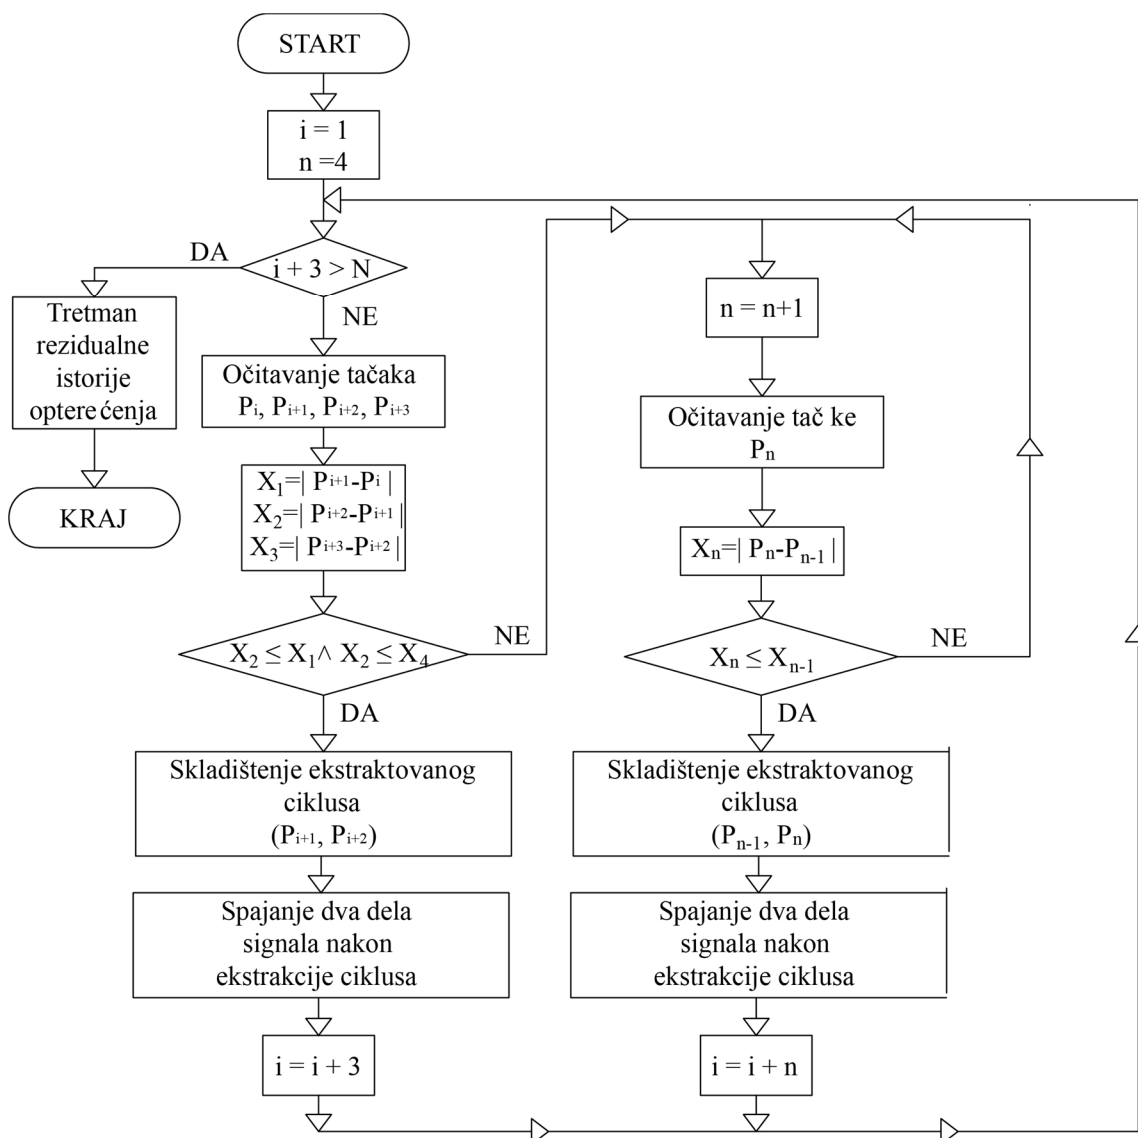 START
i = 1
n =4
i + 3 > N
DA
NE
Tretman
rezidualne
istorije
optere ćenja
KRAJ
Očitavanje tačaka
Pi, Pi+1, Pi+2, Pi+3
X1=| Pi+1-Pi |
X2=| Pi+2-Pi+1|
X3=| Pi+3-Pi+2|
X2 ≤ X1 ∧ X2 ≤ X4
NE
DA
Skladištenje ekstraktovanog
ciklusa
(Pi+1, Pi+2)
Spajanje dva dela
signala nakon
ekstrakcije ciklusa
i = i + 3
n = n+1
Očitavanje tač ke
Pn
Xn=| Pn-Pn-1 |
Xn ≤ Xn-1
NE
DA
Skladištenje ekstraktovanog
ciklusa
(Pn-1, Pn)
Spajanje dva dela
signala nakon
ekstrakcije ciklusa
i = i + n